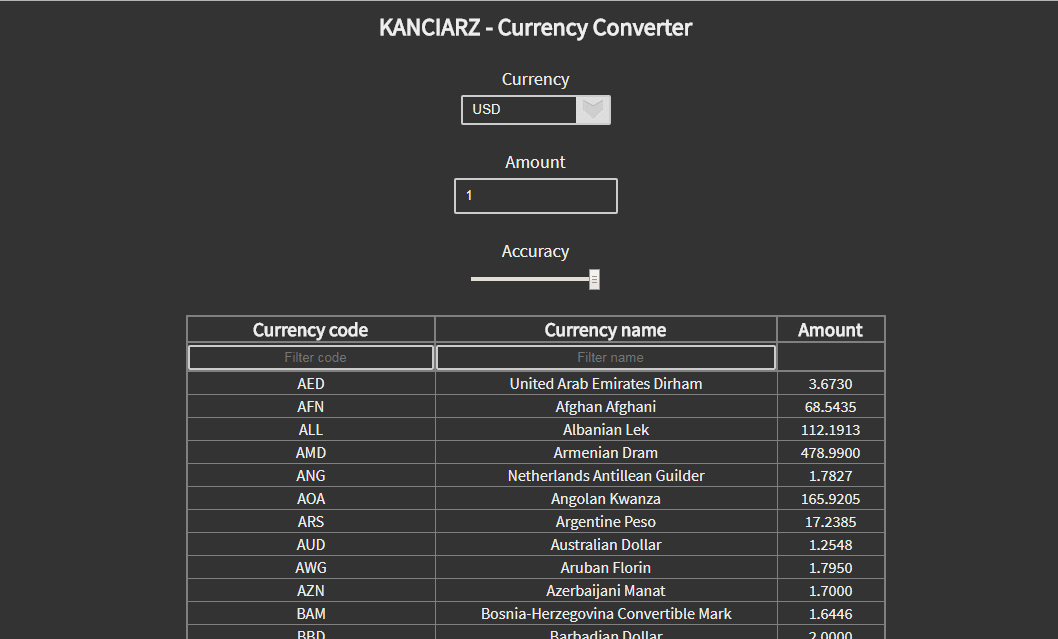 KANCIARZ - Currency Converter
Currency
USD
Amount
1
Accuracy
Currency code Currency name Amount
Filter code Filter name
AED United Arab Emirates Dirham 3.6730
AFN Afghan Afghani 68.5435
ALL Albanian Lek 112.1913
AMD Armenian Dram 478.9900
ANG Netherlands Antillean Guilder 1.7827
AOA Angolan Kwanza 165.9205
ARS Argentine Peso 17.2385
AUD Australian Dollar 1.2548
AWG Aruban Florin 1.7950
AZN Azerbaijani Manat 1.7000
BAM Bosnia-Herzegovina Convertible Mark 1.6446
BBD Barbadian Dollar 2.0000